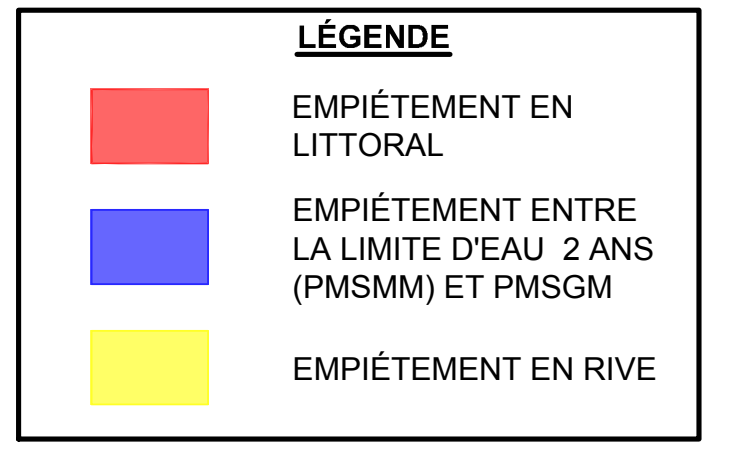 LÉGENDE
EMPIÉTEMENT EN
LITTORAL
EMPIÉTEMENT ENTRE
LA LIMITE D'EAU 2 ANS
(PMSMM) ET PMSGM
EMPIÉTEMENT EN RIVE